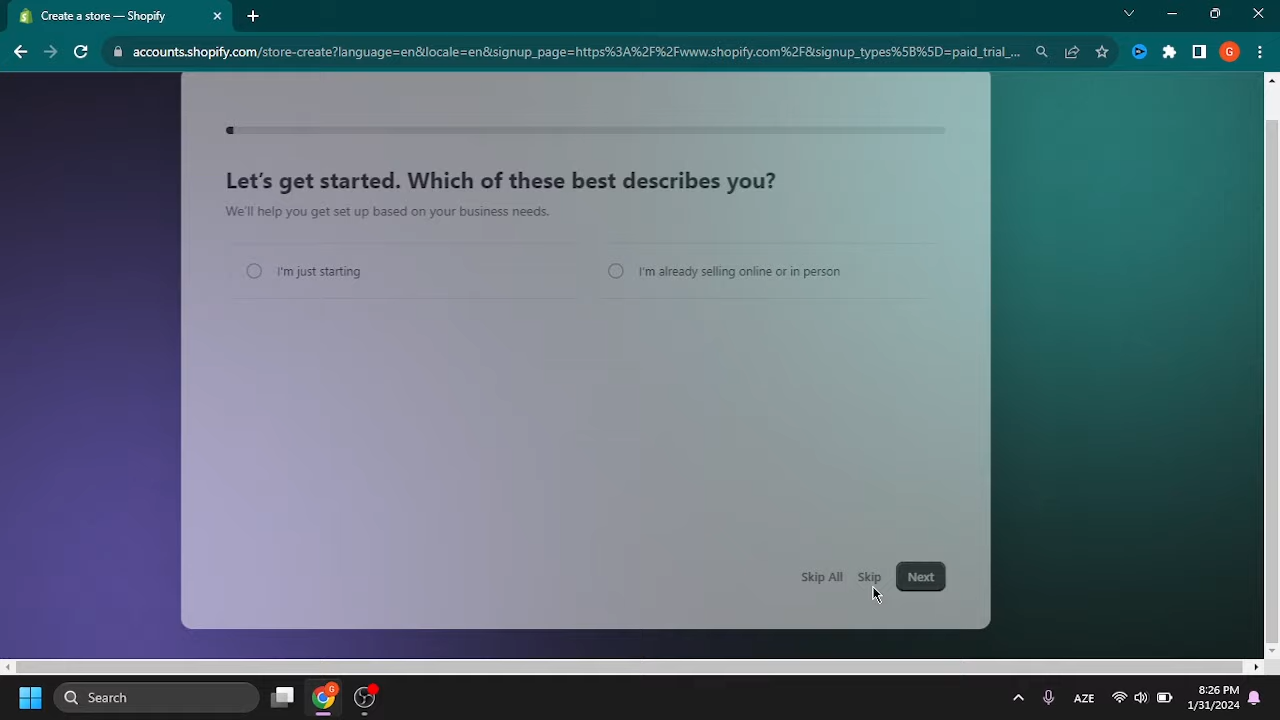 Create a store — Shopify
accounts.shopify.com/store-create?language=en&locale=en&signup_page=https%3A%2F%2Fwww.shopify.com%2F&signup_types%5B%5D=paid_trial_...
G
Let's get started. Which of these best describes you?
We'll help you get set up based on your business needs.
I'm just starting
I'm already selling online or in person
Skip All
Skip
Next
Search
G
AZE
8:26 PM
1/31/2024